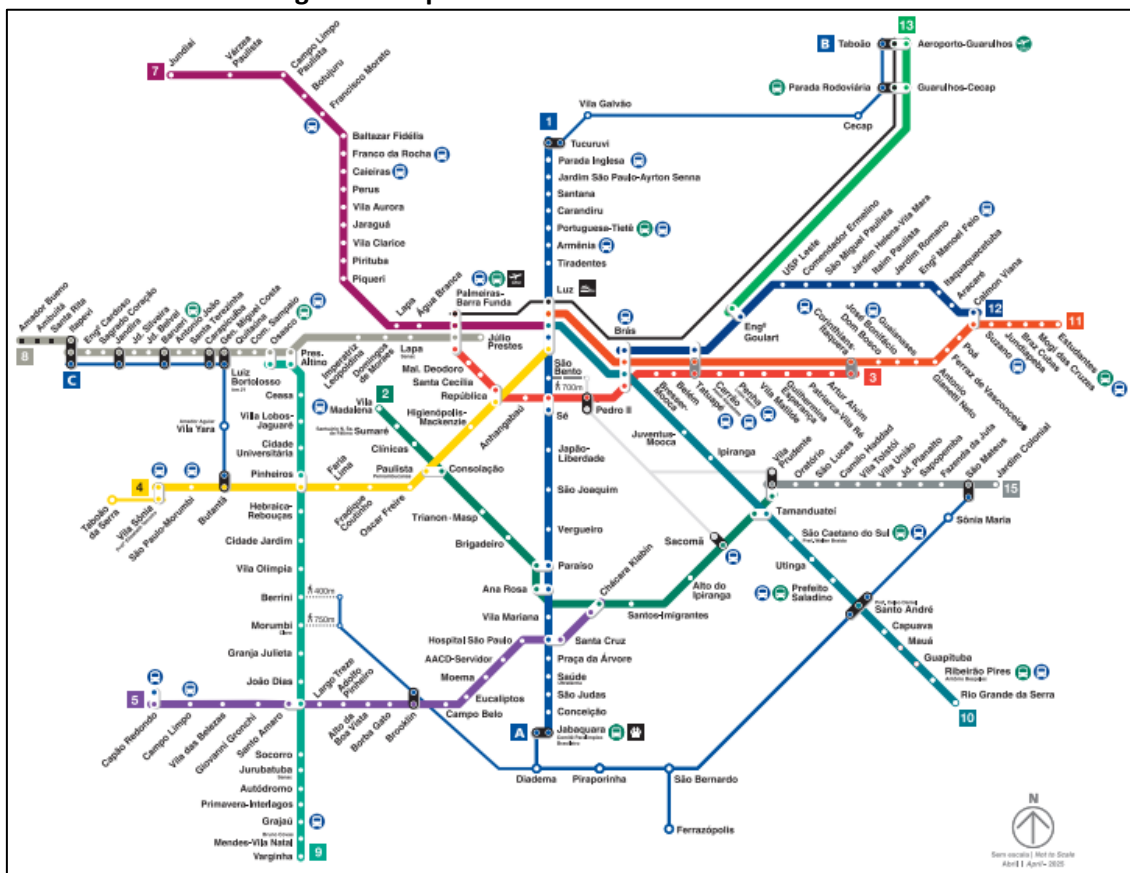 7
Jundiaí
Várzea
Paulista
Campo Limpo
Paulista
Botujuru
Francisco Morato
Baltazar Fidélis
Franco da Rocha
Caieiras
Perus
Vila Aurora
Jaraguá
Vila Clarice
Pirituba
Piqueri
Lapa
Água Branca
Palmeiras-
Barra Funda
Luz
1
Tucuruvi
Parada Inglesa
Jardim São Paulo-Ayrton Senna
Santana
Carandiru
Portuguesa-Tietê
Armênia
Tiradentes
São
Bento
700m
Sé
Japão-
Liberdade
São Joaquim
Vergueiro
Paraíso
Ana Rosa
Vila Mariana
Santa Cruz
Praça da Árvore
Saúde
São Judas
Conceição
A
Jabaquara
B
Taboão
Parada Rodoviária
Vila Galvão
Cecap
13
Aeroporto-Guarulhos
Guarulhos-Cecap
Engº
Goulart
USP Leste
Comendador Ermelino
São Miguel Paulista
Jardim Helena-Vila Mara
Itaim Paulista
Jardim Romano
Engº Manoel Feio
Itaquaquecetuba
Aracaré
Calmon Viana
12
11
Estudantes
Mogi das Cruzes
Braz Cubas
Jundiapeba
Suzano
Poá
Ferraz de Vasconcelos
Antonio
Gianetti Neto
Guaianases
José Bonifácio
Dom Bosco
Corinthians
Itaquera
3
Artur Alvim
Patriarca-Vila Ré
Guilhermina
Esperança
Vila Matilde
Penha
Carrão
Tatuapé
Belém
Bresser-
Mooca
Brás
Pedro II
Anhangabaú
República
Santa Cecília
Mal. Deodoro
Júlio
Prestes
Lapa
Domingos
de Moraes
Imperatriz
Leopoldina
Pres.
Altino
Osasco
Com. Sampaio
Quitaúna
Gen. Miguel Costa
Carapicuíba
Santa Terezinha
Antonio João
Barueri
Jd. Belval
Jd. Silveira
Jandira
Sagrado Coração
Engº Cardoso
Itapevi
Santa Rita
Ambuitá
Amador Bueno
8
C
Vila Yara
Butantã
Luiz
Bortolosso
Ceasa
Villa Lobos-
Jaguaré
Cidade
Universitária
Pinheiros
Hebraica-
Rebouças
Cidade Jardim
Vila Olímpia
Berrini
400m
Morumbi
750m
Granja Julieta
João Dias
Santo Amaro
Socorro
Jurubatuba
Autódromo
Primavera-Interlagos
Grajaú
Mendes-Vila Natal
Varginha
9
4
Taboão
da Serra
Vila Sônia
São Paulo-Morumbi
Faria
Lima
Fradique
Coutinho
Oscar Freire
Paulista
Higienópolis-
Mackenzie
2
Vila
Madalena
Sumaré
Clínicas
Consolação
Trianon-Masp
Brigadeiro
Chácara Klabin
Santos-Imigrantes
Alto do
Ipiranga
Sacomã
Tamanduateí
Vila
Prudente
Oratório
São Lucas
Camilo Haddad
Vila Tolstói
Vila União
Jd. Planalto
Sapopemba
Fazenda da Juta
São Mateus
Jardim Colonial
15
Sônia Maria
Juventus-
Mooca
Ipiranga
São Caetano do Sul
Utinga
Prefeito
Saladino
Santo André
Capuava
Mauá
Guapituba
Ribeirão Pires
Rio Grande da Serra
10
5
Capão Redondo
Campo Limpo
Vila das Belezas
Giovanni Gronchi
Largo Treze
Adolfo
Pinheiro
Alto da
Boa Vista
Borba Gato
Brooklin
Campo Belo
Eucaliptos
Moema
AACD-Servidor
Hospital São Paulo
Diadema
Piraporinha
São Bernardo
Ferrazópolis
N
Sem escala | Not to Scale
Abril | April - 2025